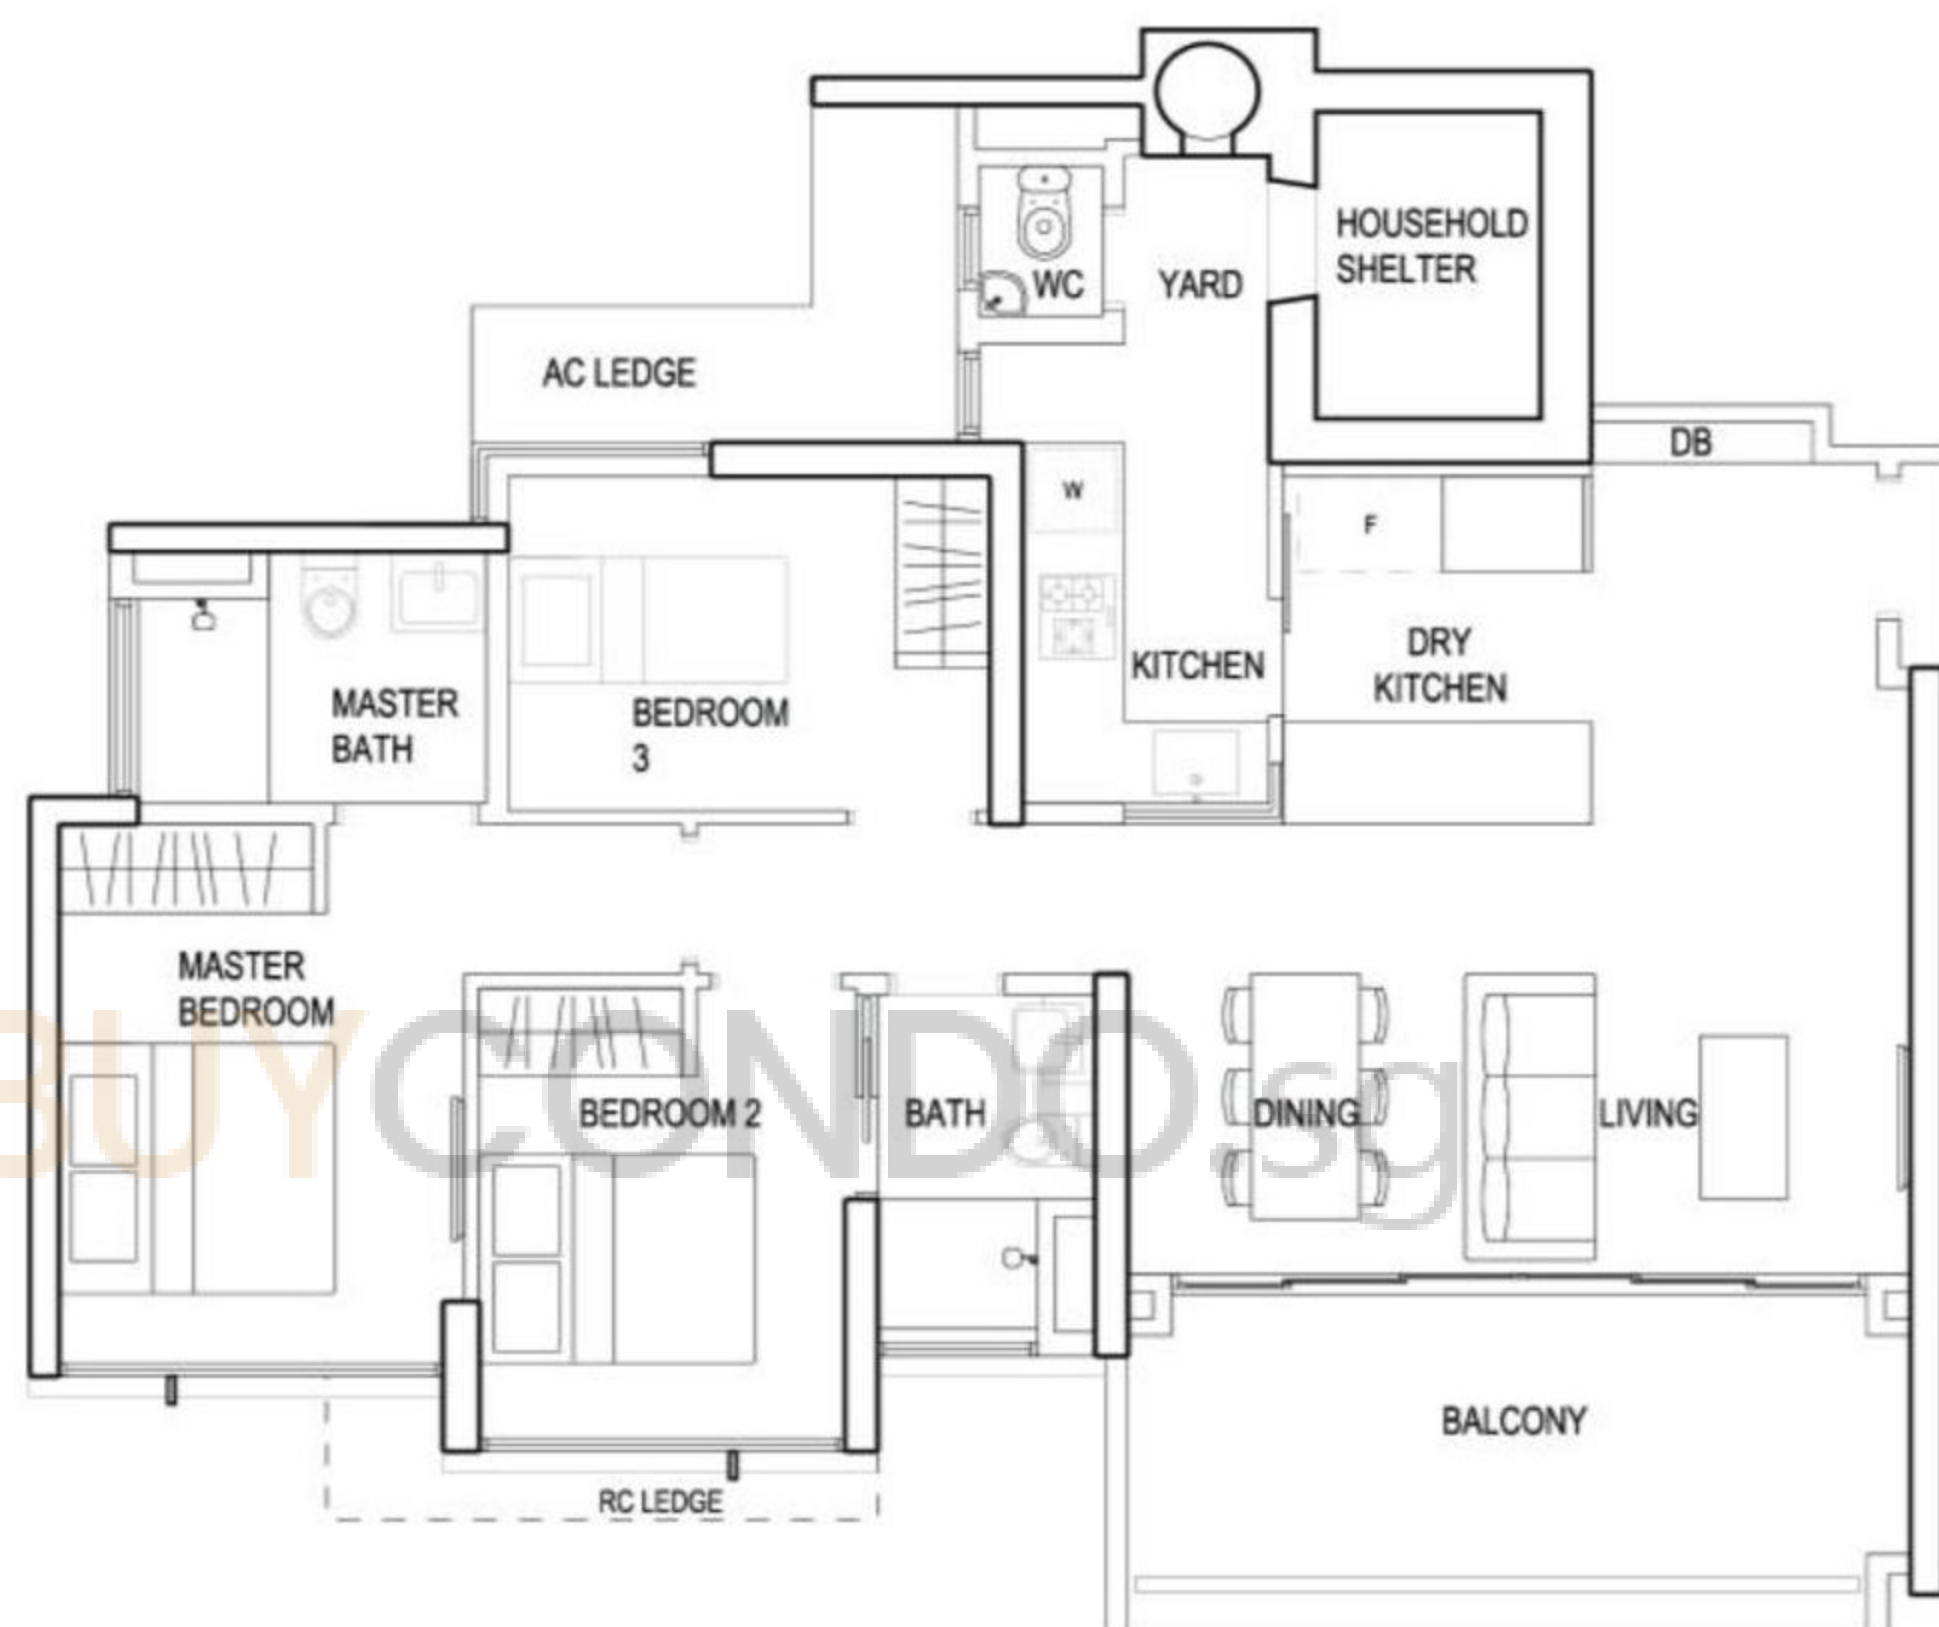 HOUSEHOLD
SHELTER
WC
YARD
AC LEDGE
DB
W
F
DRY
KITCHEN
KITCHEN
MASTER
BATH
BEDROOM
3
MASTER
BEDROOM
BUYCONDO.sg
BEDROOM 2
BATH
DINING
LIVING
BALCONY
RC LEDGE